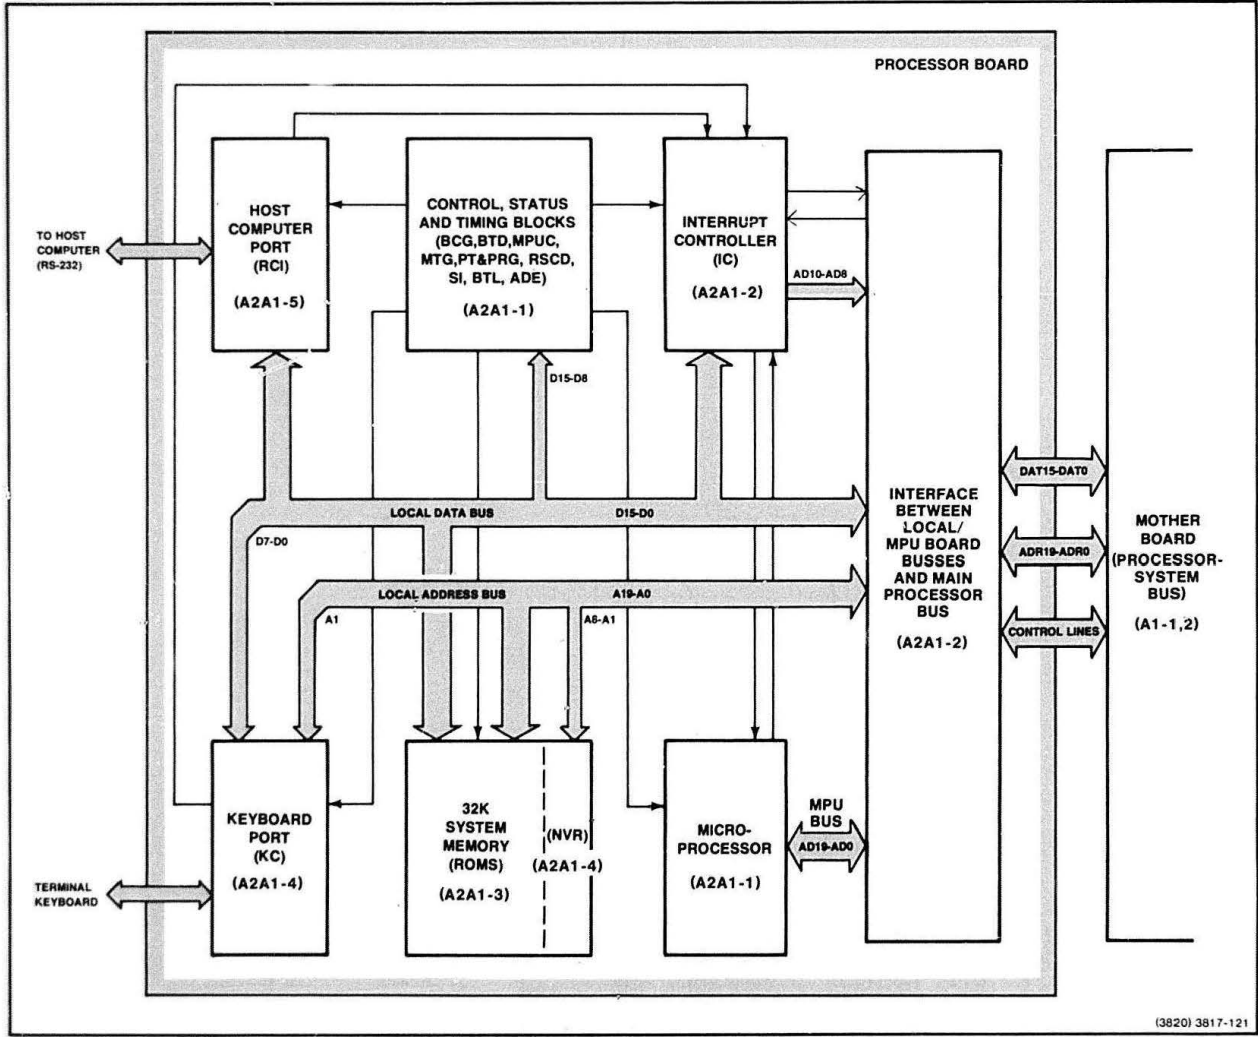 PROCESSOR BOARD
HOST
COMPUTER
PORT
(RCI)
(A2A1-5)
CONTROL, STATUS
AND TIMING BLOCKS
(BCG,BTD,MPUC,
MTG,PT&PRG, RSCD,
SI, BTL, ADE)
(A2A1-1)
INTERRUPT
CONTROLLER
(IC)
(A2A1-2)
TO HOST
COMPUTER
(RS-232)
AD10-AD8
D15-D8
LOCAL DATA BUS
D15-D0
D7-D0
LOCAL ADDRESS BUS
A19-A0
A1
A8-A1
INTERFACE
BETWEEN
LOCAL/
MPU BOARD
BUSSES
AND MAIN
PROCESSOR
BUS
(A2A1-2)
DAT15-DAT0
ADR19-ADR0
CONTROL LINES
MOTHER
BOARD
(PROCESSOR-
SYSTEM
BUS)
(A1-1,2)
KEYBOARD
PORT
(KC)
(A2A1-4)
32K
SYSTEM
MEMORY
(ROMS)
(A2A1-3)
(NVR)
(A2A1-4)
MICRO-
PROCESSOR
(A2A1-1)
MPU
BUS
AD19-AD0
TERMINAL
KEYBOARD
(3820) 3817-121